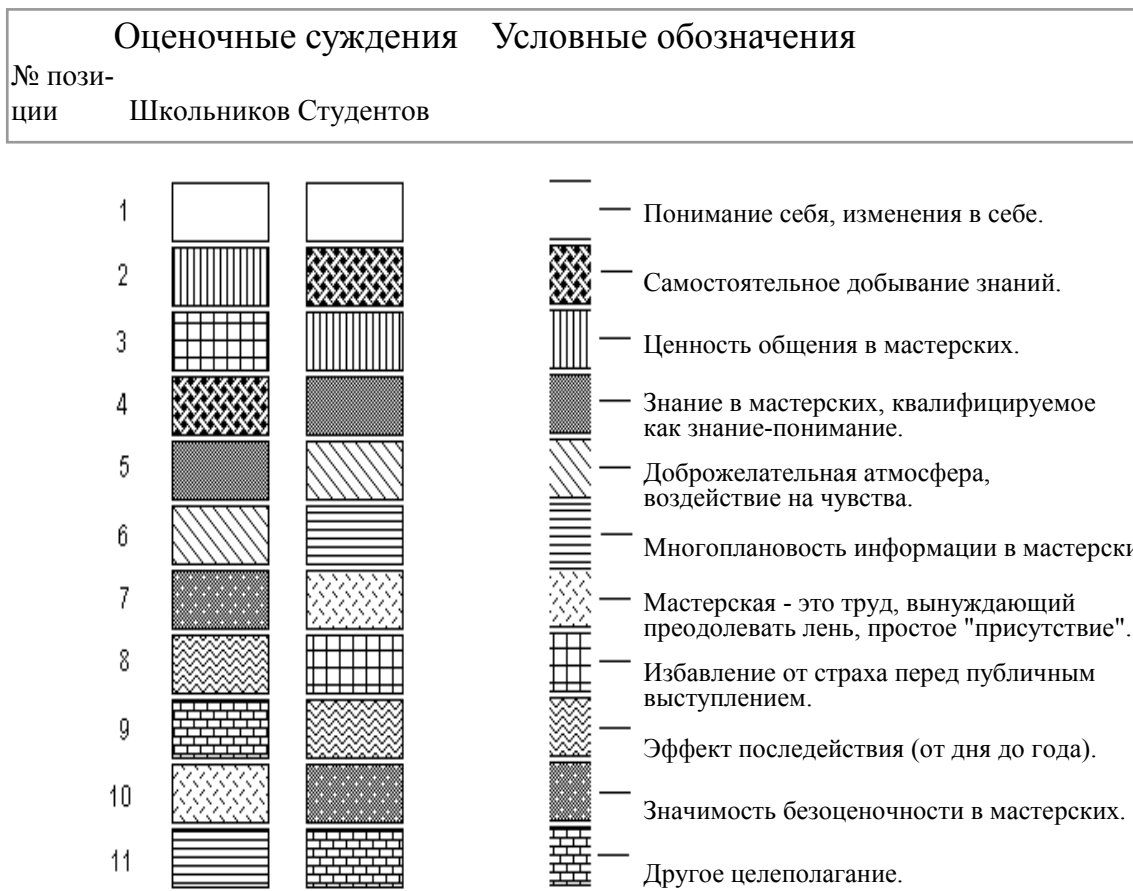 Оценочные суждения Условные обозначения
№ пози-
ции Школьников Студентов
1 — Понимание себя, изменения в себе.
2 — Самостоятельное добывание знаний.
3 — Ценность общения в мастерских.
4 — Знание в мастерских, квалифицируемое
как знание-понимание.
5 — Доброжелательная атмосфера,
воздействие на чувства.
6 — Многоплановость информации в мастерски
7 — Мастерская - это труд, вынуждающий
преодолевать лень, простое "присутствие".
8 — Избавление от страха перед публичным
выступлением.
9 — Эффект последействия (от дня до года).
10 — Значимость безоценочности в мастерских.
11 — Другое целеполагание.